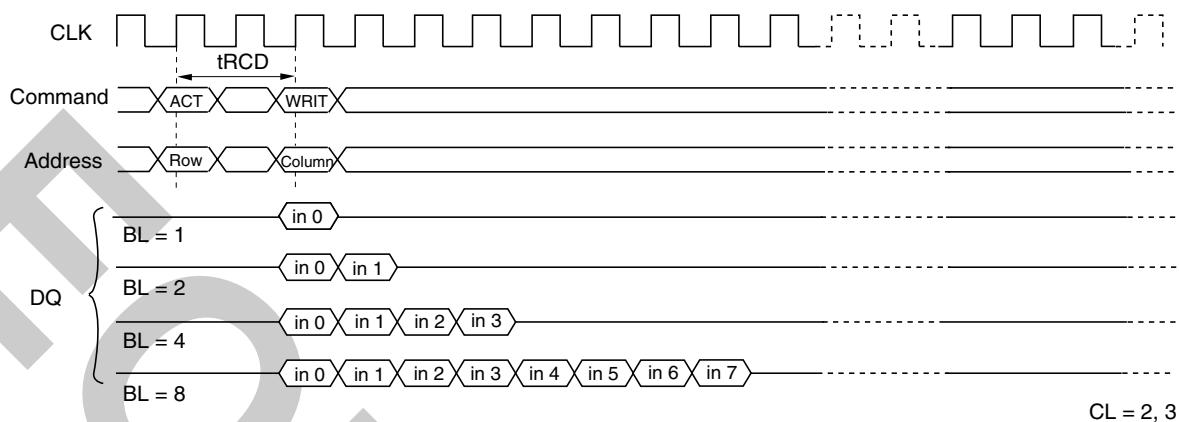 CLK
tRCD
Command ACT WRIT
Address Row Column
in 0
BL = 1
in 0 in 1
BL = 2
DQ
in 0 in 1 in 2 in 3
BL = 4
in 0 in 1 in 2 in 3 in 4 in 5 in 6 in 7
BL = 8
CL = 2, 3